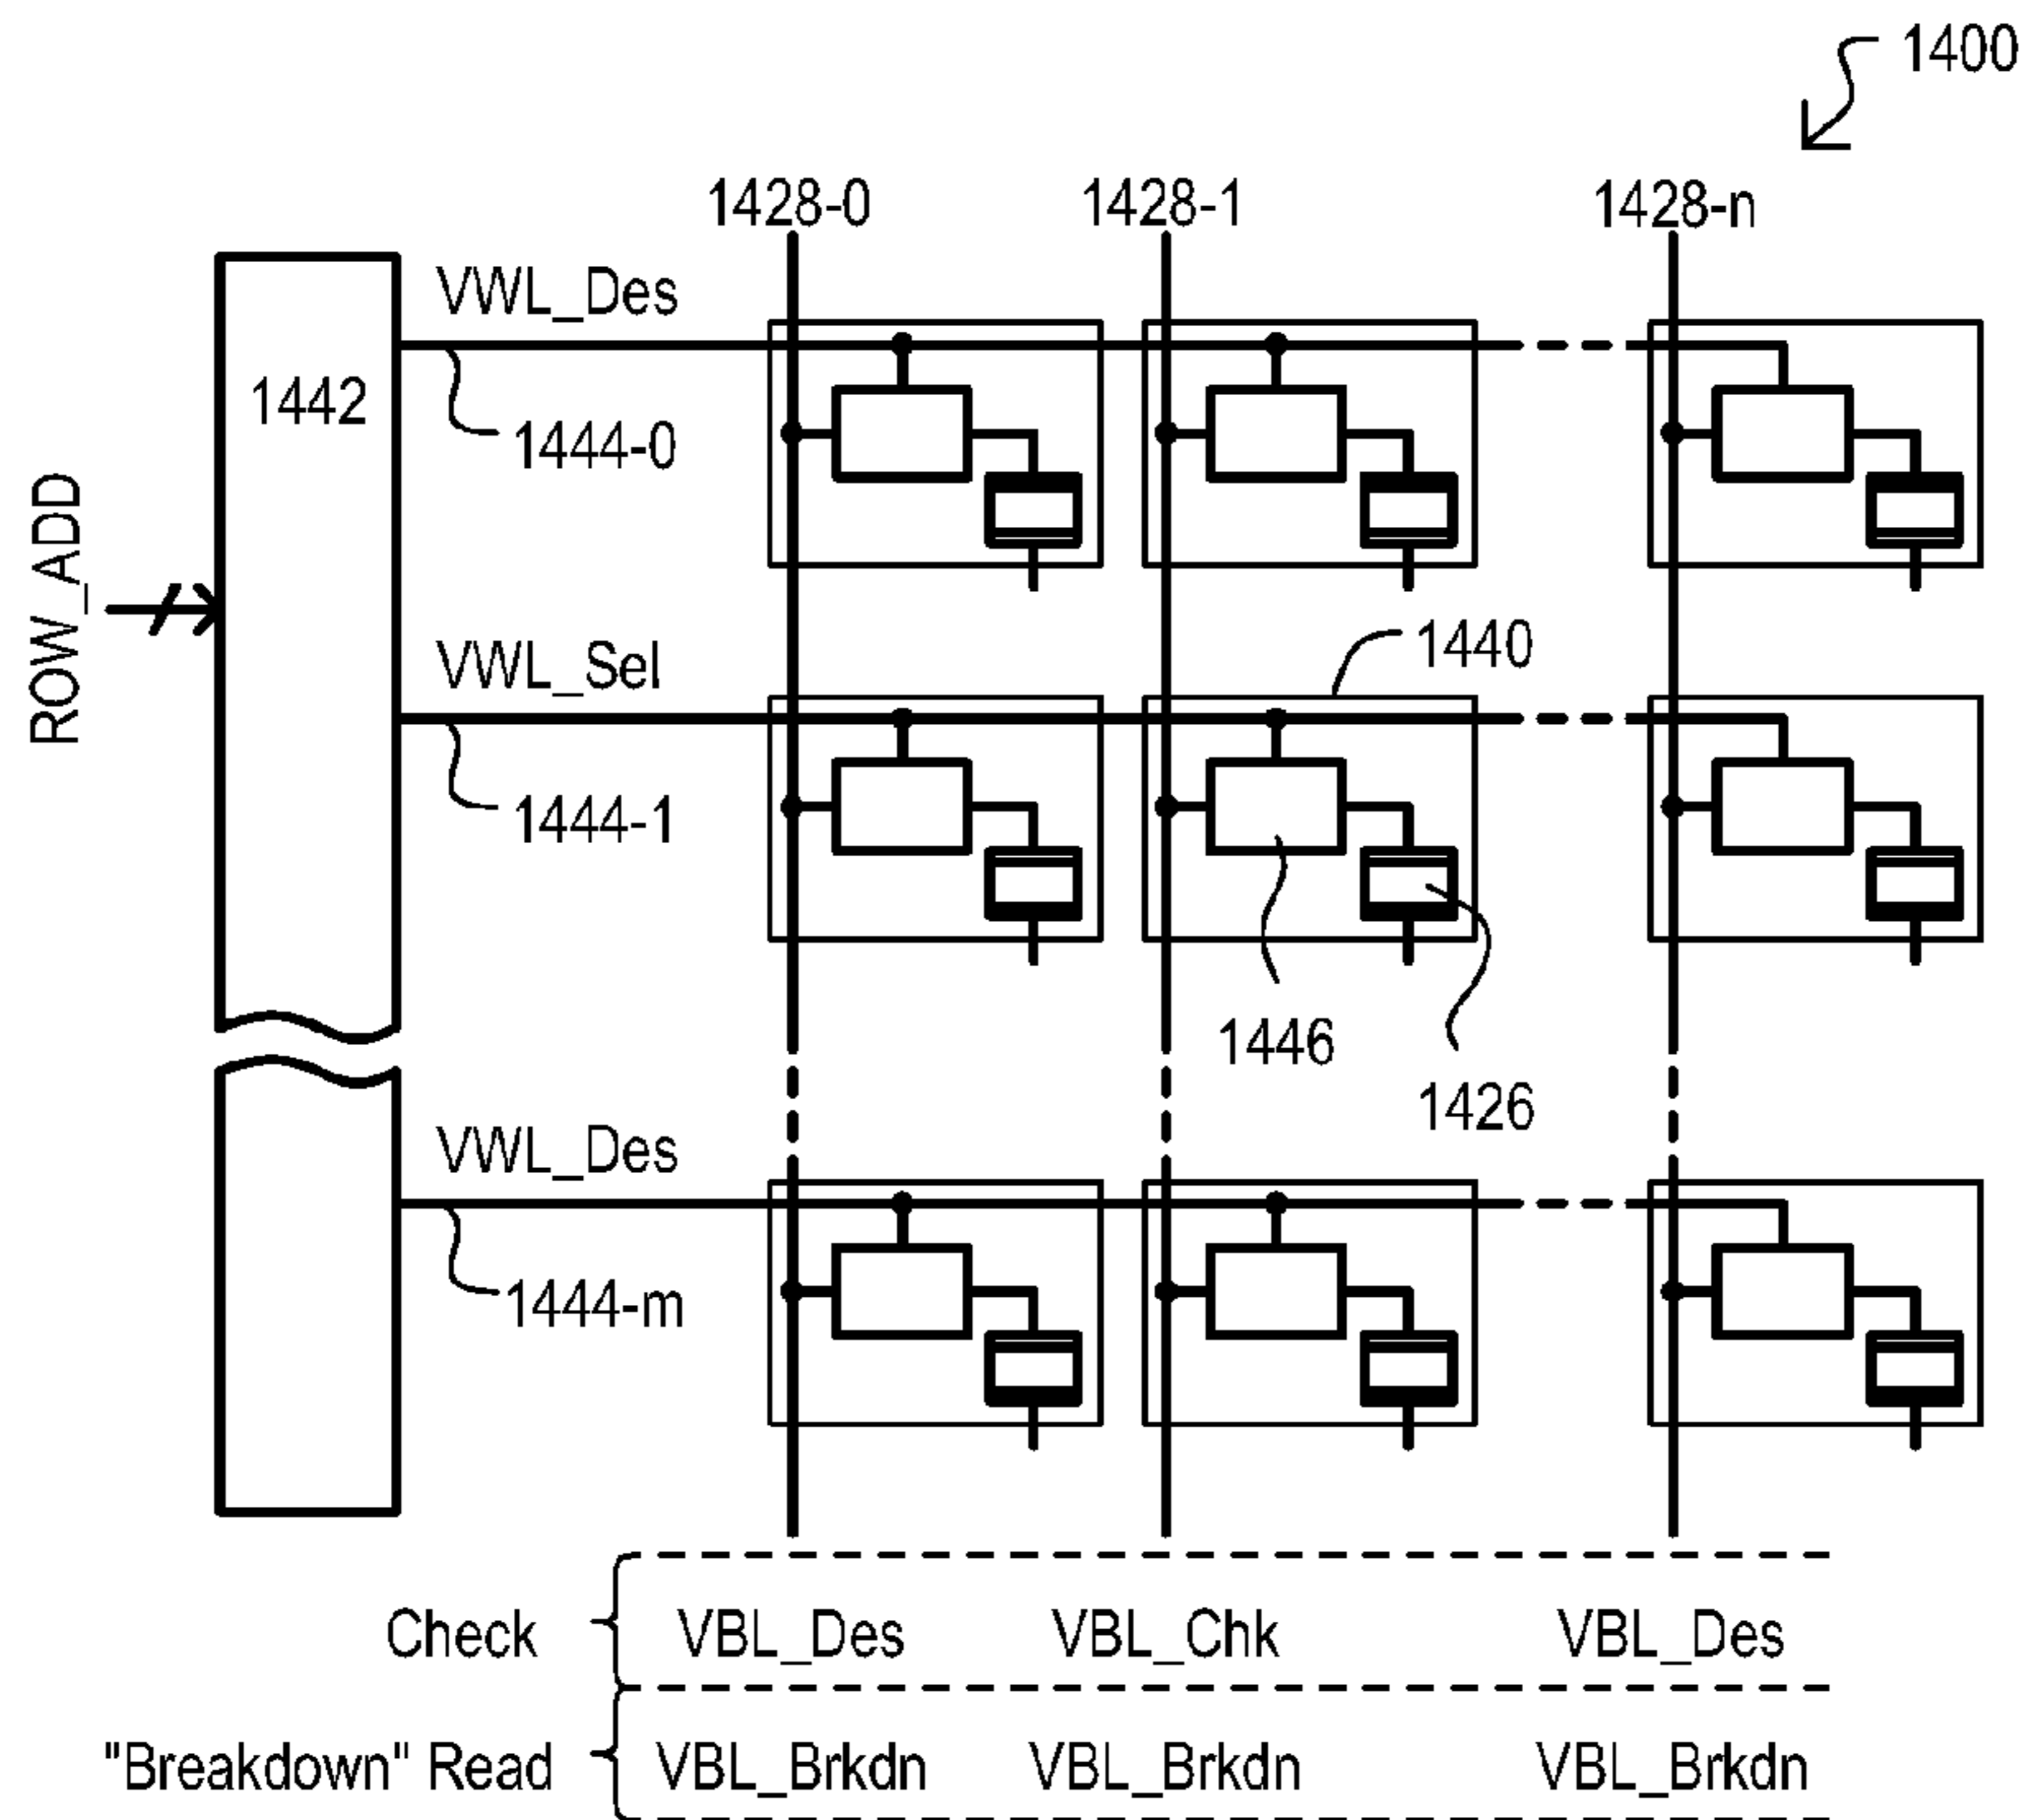 1400
1428-0 1428-1 1428-n
VWL_Des
1442
1444-0
ROW_ADD
VWL_Sel
1440
1444-1
1446
1426
VWL_Des
1444-m
Check VBL_Des VBL_Chk VBL_Des
"Breakdown" Read VBL_Brkdn VBL_Brkdn VBL_Brkdn